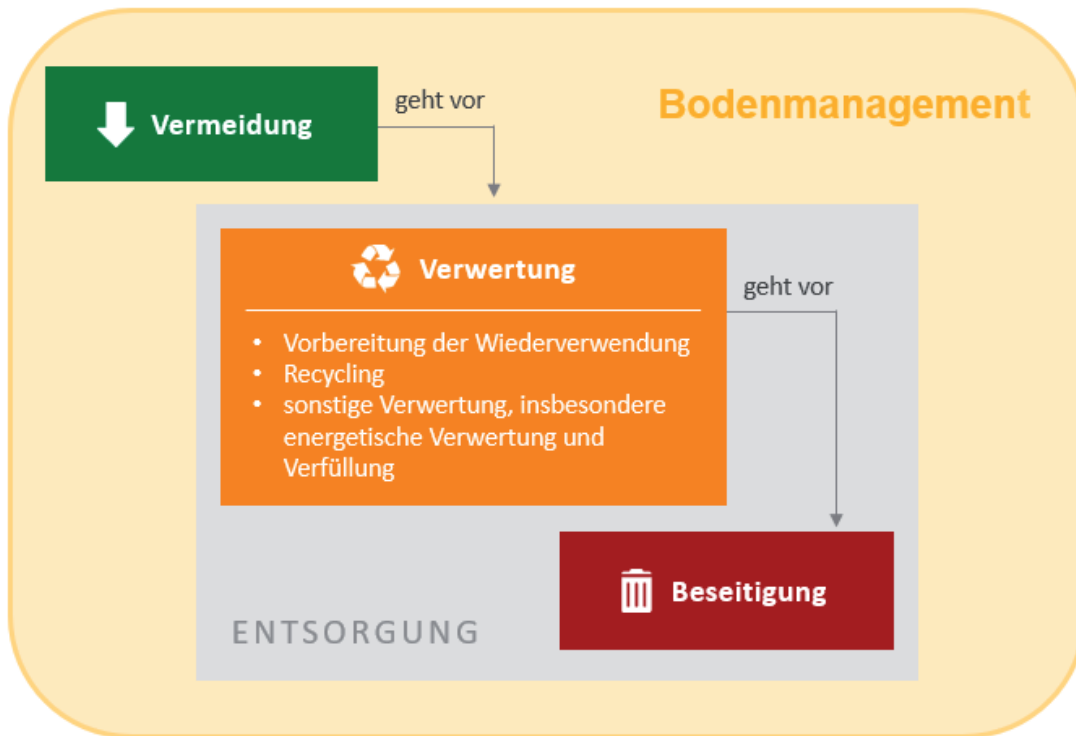 Bodenmanagement
Vermeidung
geht vor
Verwertung
geht vor
• Vorbereitung der Wiederverwendung
• Recycling
• sonstige Verwertung, insbesondere
energetische Verwertung und
Verfüllung
Beseitigung
ENTSORGUNG